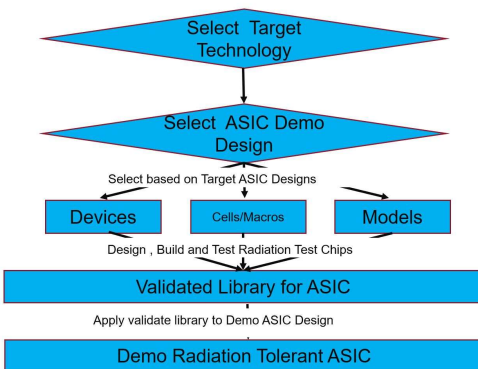 Select Target
Technology
Select ASIC Demo
Design
Select based on Target ASIC Designs
Devices
Cells/Macros
Models
Design , Build and Test Radiation Test Chips
Validated Library for ASIC
Apply validate library to Demo ASIC Design
Demo Radiation Tolerant ASIC